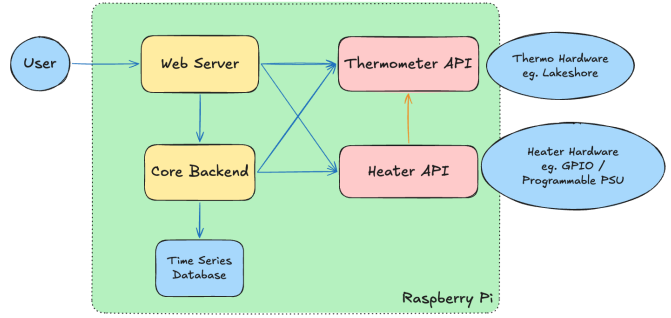 User
Web Server
Thermometer API
Thermo Hardware
eg. Lakeshore
Core Backend
Heater API
Heater Hardware
eg. GPIO /
Programmable PSU
Time Series
Database
Raspberry Pi